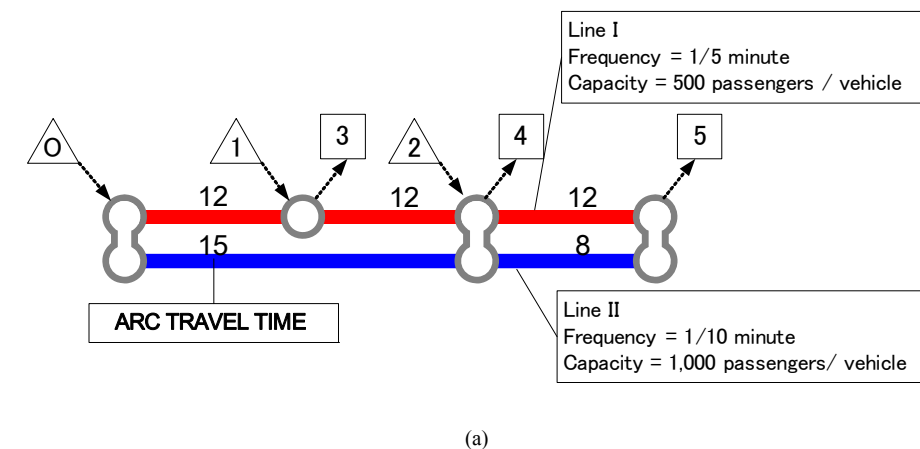 Line I
Frequency = 1/5 minute
Capacity = 500 passengers / vehicle
O
1
3
2
4
5
12
12
12
15
8
ARC TRAVEL TIME
Line II
Frequency = 1/10 minute
Capacity = 1,000 passengers/ vehicle
(a)